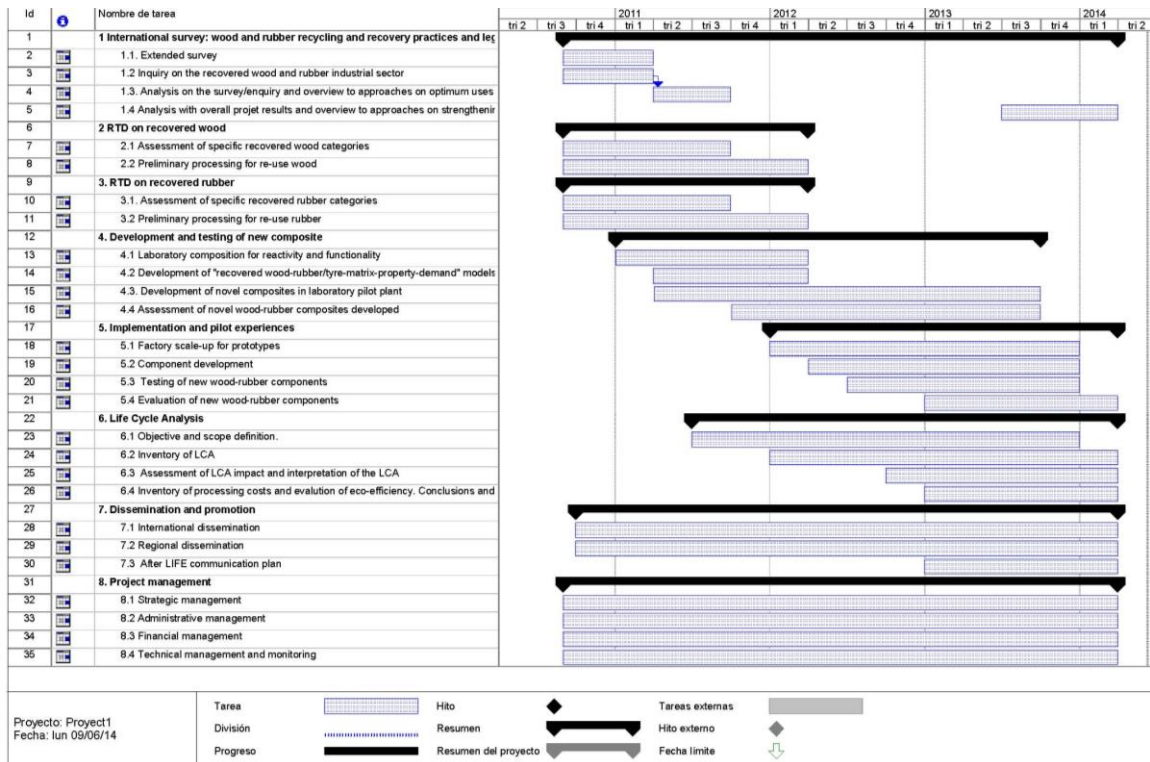 Id Nombre de tarea 2011 2012 2013 2014
tri 2 tri 3 tri 4 tri 1 tri 2 tri 3 tri 4 tri 1 tri 2 tri 3 tri 4 tri 1 tri 2 tri 3 tri 4 tri 1 tri 2
1 1 International survey: wood and rubber recycling and recovery practices and leg
2 1.1. Extended survey
3 1.2 Inquiry on the recovered wood and rubber industrial sector
4 1.3. Analysis on the survey/enquiry and overview to approaches on optimum uses
5 1.4 Analysis with overall projet results and overview to approaches on strengthenin
6 2 RTD on recovered wood
7 2.1 Assessment of specific recovered wood categories
8 2.2 Preliminary processing for re-use wood
9 3. RTD on recovered rubber
10 3.1. Assessment of specific recovered rubber categories
11 3.2 Preliminary processing for re-use rubber
12 4. Development and testing of new composite
13 4.1 Laboratory composition for reactivity and functionality
14 4.2 Development of "recovered wood-rubber/tyre-matrix-property-demand" models
15 4.3. Development of novel composites in laboratory pilot plant
16 4.4 Assessment of novel wood-rubber composites developed
17 5. Implementation and pilot experiences
18 5.1 Factory scale-up for prototypes
19 5.2 Component development
20 5.3 Testing of new wood-rubber components
21 5.4 Evaluation of new wood-rubber components
22 6. Life Cycle Analysis
23 6.1 Objective and scope definition.
24 6.2 Inventory of LCA
25 6.3 Assessment of LCA impact and interpretation of the LCA
26 6.4 Inventory of processing costs and evalution of eco-efficiency. Conclusions and
27 7. Dissemination and promotion
28 7.1 International dissemination
29 7.2 Regional dissemination
30 7.3 After LIFE communication plan
31 8. Project management
32 8.1 Strategic management
33 8.2 Administrative management
34 8.3 Financial management
35 8.4 Technical management and monitoring
Proyecto: Proyect1
Fecha: lun 09/06/14
Tarea Hito Tareas externas
División Resumen Hito externo
Progreso Resumen del proyecto Fecha límite